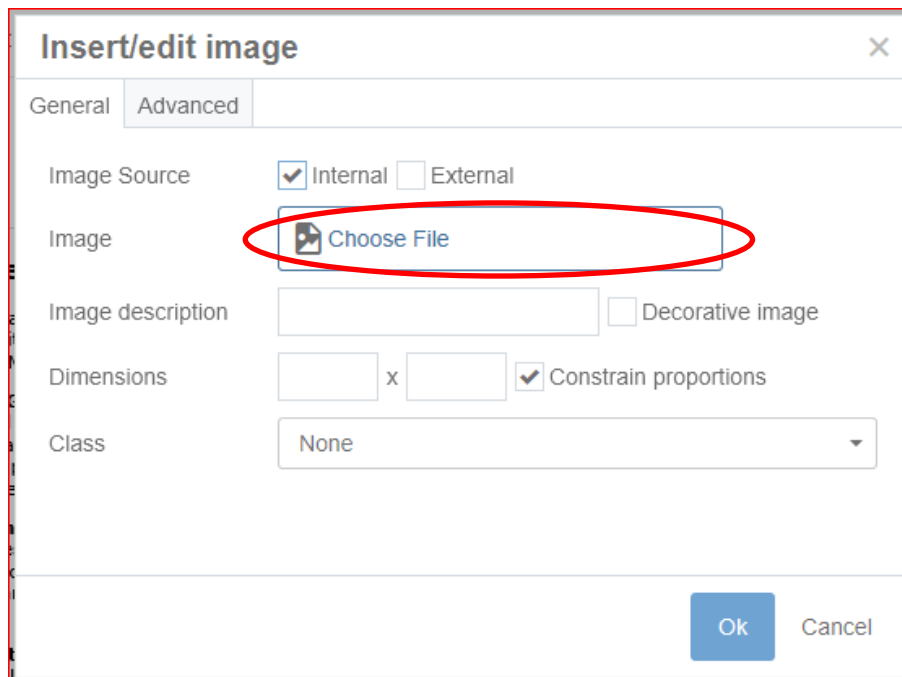 Insert/edit image ×
General Advanced
Image Source Internal External
Image Choose File
Image description Decorative image
Dimensions x Constrain proportions
Class None
Ok Cancel